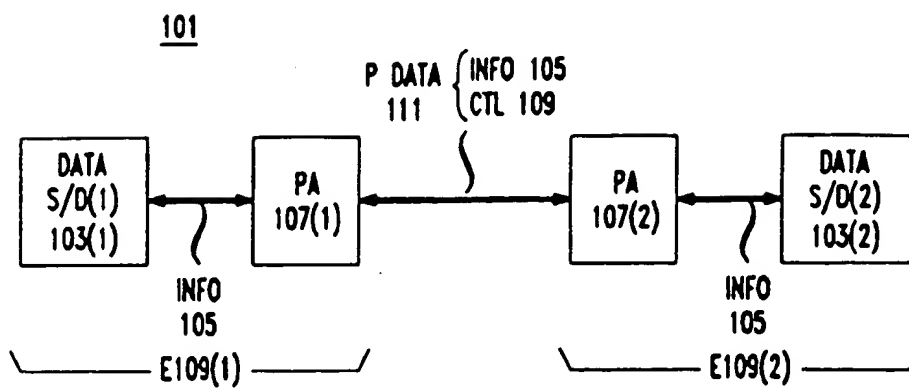 101
P DATA
111
INFO 105
CTL 109
DATA
S/D(1)
103(1)
PA
107(1)
PA
107(2)
DATA
S/D(2)
103(2)
INFO
105
INFO
105
E109(1)
E109(2)